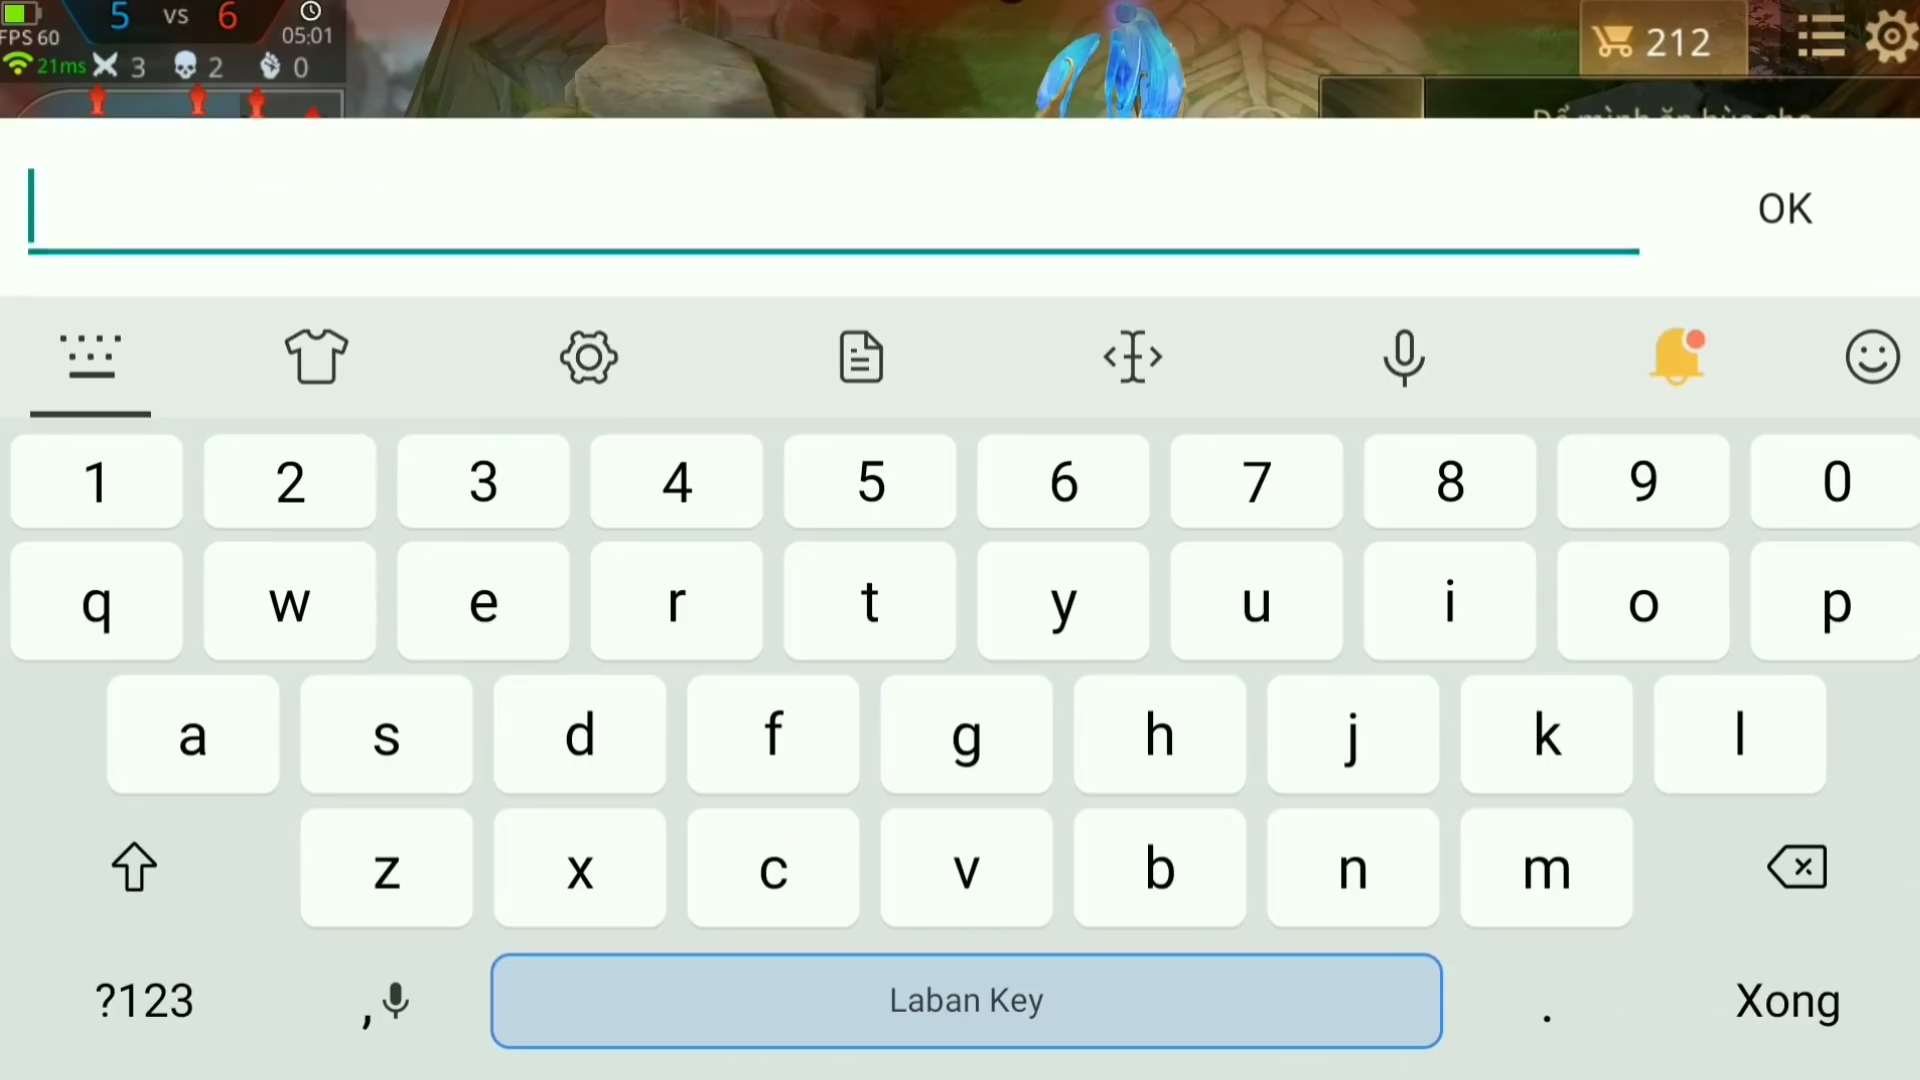 5 vs 6
FPS 60
05:01
21ms 3 2 0
212
OK
1 2 3 4 5 6 7 8 9 0
q w e r t y u i o p
a s d f g h j k l
z x c v b n m
?123 , Laban Key . Xong